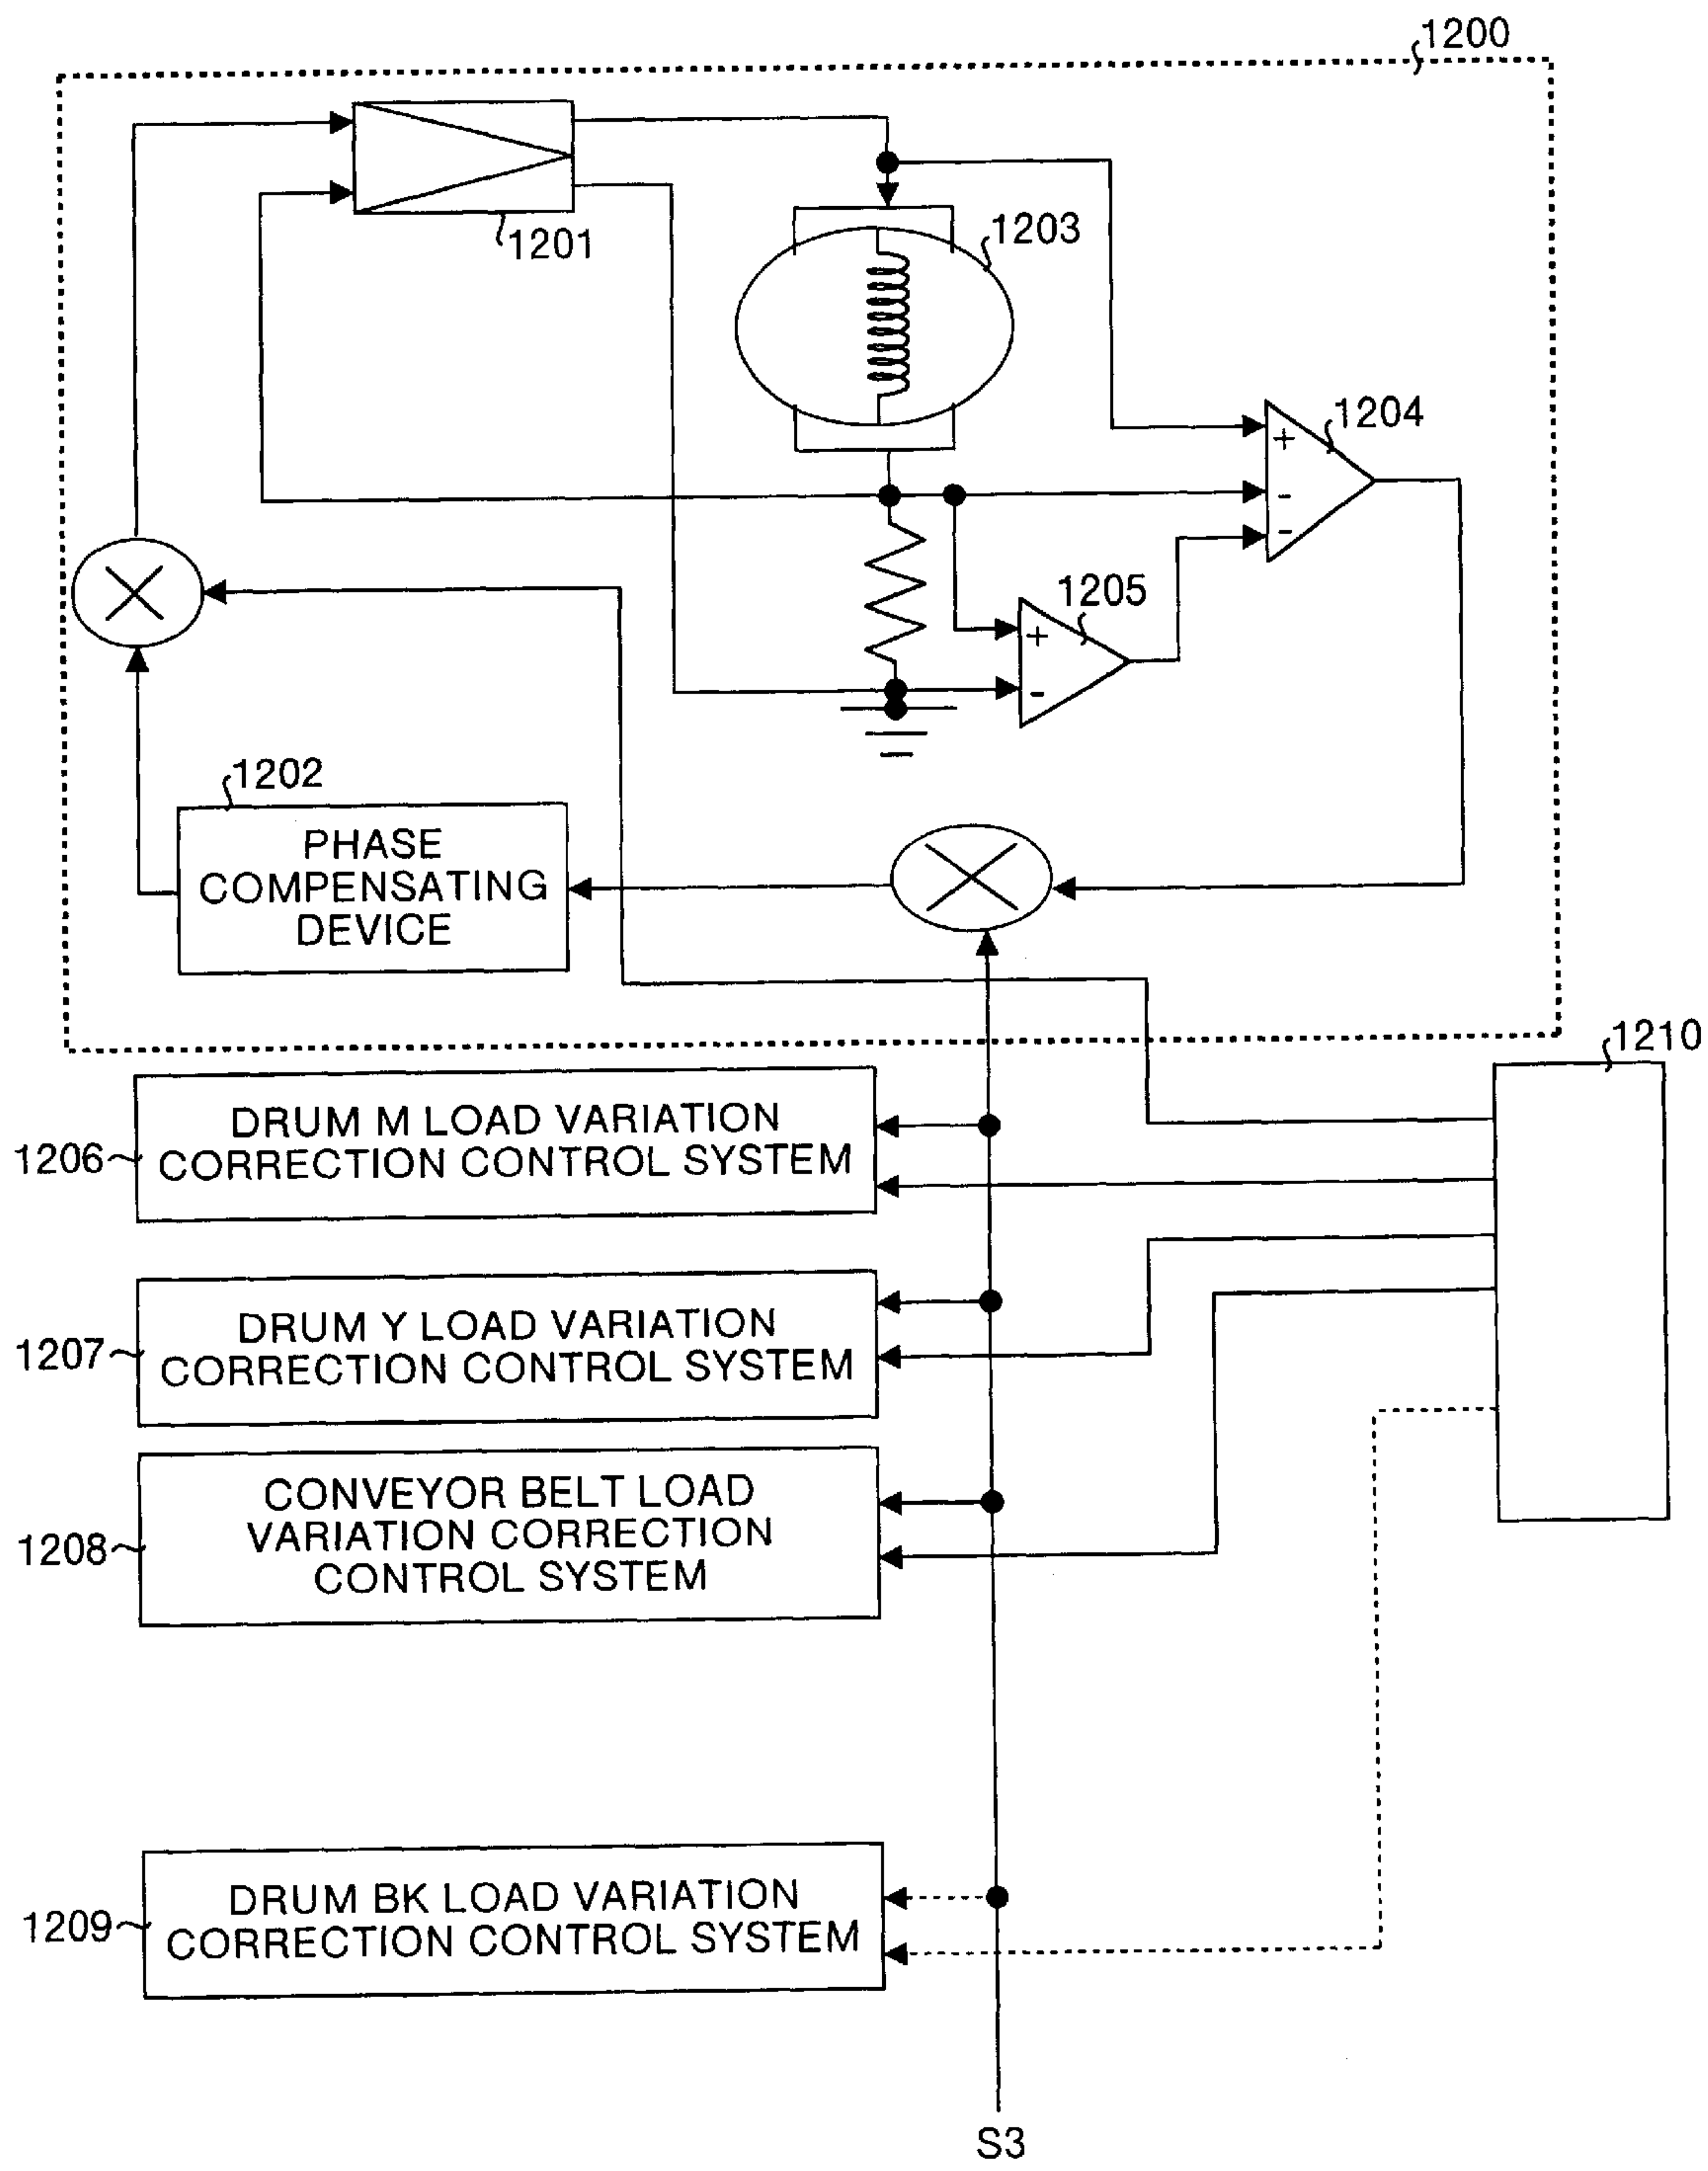 1200
1201
1203
1204
+
-
-
1205
+
-
1202
PHASE
COMPENSATING
DEVICE
1210
1206
DRUM M LOAD VARIATION
CORRECTION CONTROL SYSTEM
1207
DRUM Y LOAD VARIATION
CORRECTION CONTROL SYSTEM
1208
CONVEYOR BELT LOAD
VARIATION CORRECTION
CONTROL SYSTEM
1209
DRUM BK LOAD VARIATION
CORRECTION CONTROL SYSTEM
S3